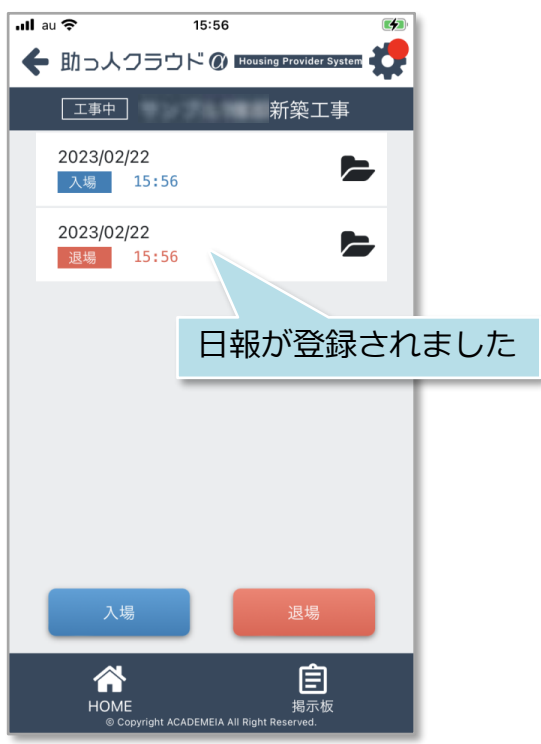 au 15:56
助っ人クラウドα Housing Provider System
工事中 新築工事
2023/02/22
入場 15:56
2023/02/22
退場 15:56
日報が登録されました
入場 退場
HOME 掲示板
© Copyright ACADEMEIA All Right Reserved.